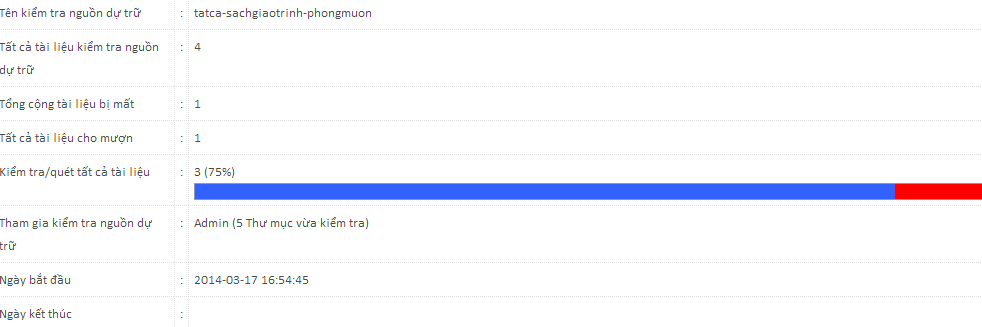 Tên kiểm tra nguồn dự trữ : tatca-sachgiaotrinh-phongmuon
Tất cả tài liệu kiểm tra nguồn : 4
dự trữ
Tổng cộng tài liệu bị mất : 1
Tất cả tài liệu cho mượn : 1
Kiểm tra/quét tất cả tài liệu : 3 (75%)
Tham gia kiểm tra nguồn dự : Admin (5 Thư mục vừa kiểm tra)
trữ
Ngày bắt đầu : 2014-03-17 16:54:45
Ngày kết thúc :